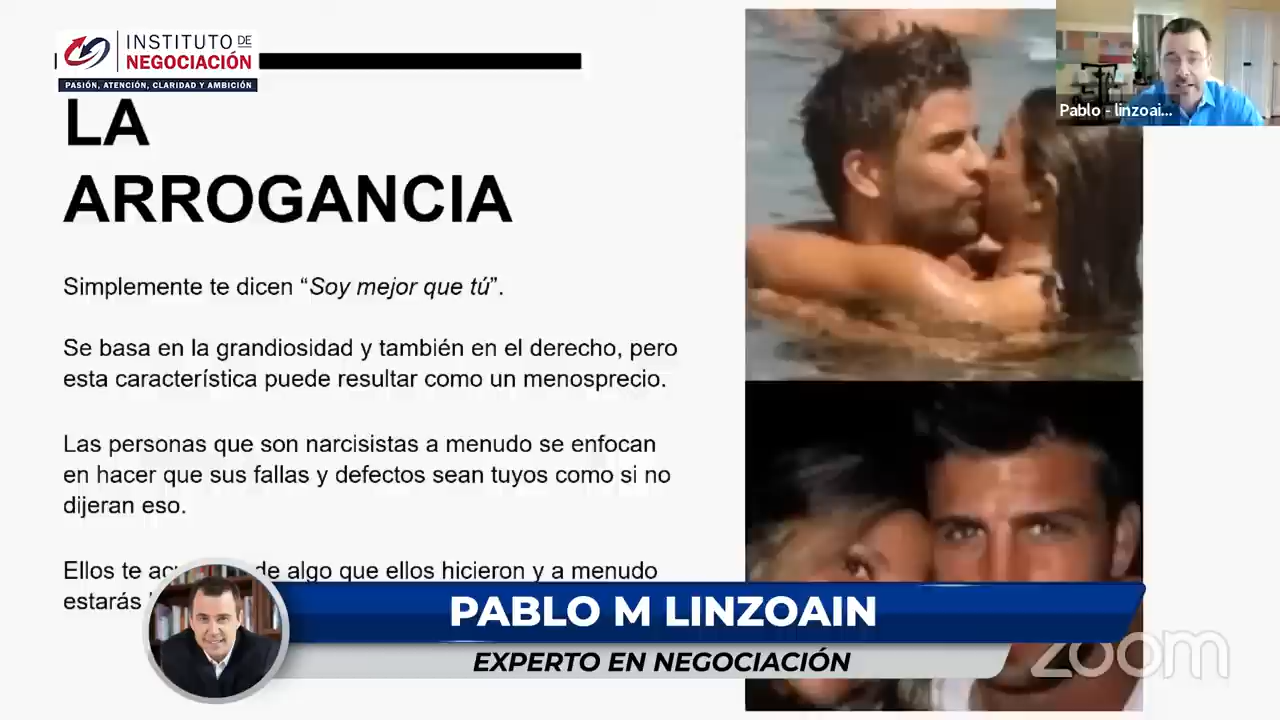 INSTITUTO DE
NEGOCIACIÓN
PASIÓN, ATENCIÓN, CLARIDAD Y AMBICIÓN
LA
ARROGANCIA
Simplemente te dicen “Soy mejor que tú”.
Se basa en la grandiosidad y también en el derecho, pero
esta característica puede resultar como un menosprecio.
Las personas que son narcisistas a menudo se enfocan
en hacer que sus fallas y defectos sean tuyos como si no
dijeran eso.
Ellos te de algo que ellos hicieron y a menudo
estarás
Pablo - linzoai...
PABLO M LINZOAIN
EXPERTO EN NEGOCIACIÓN
zoom